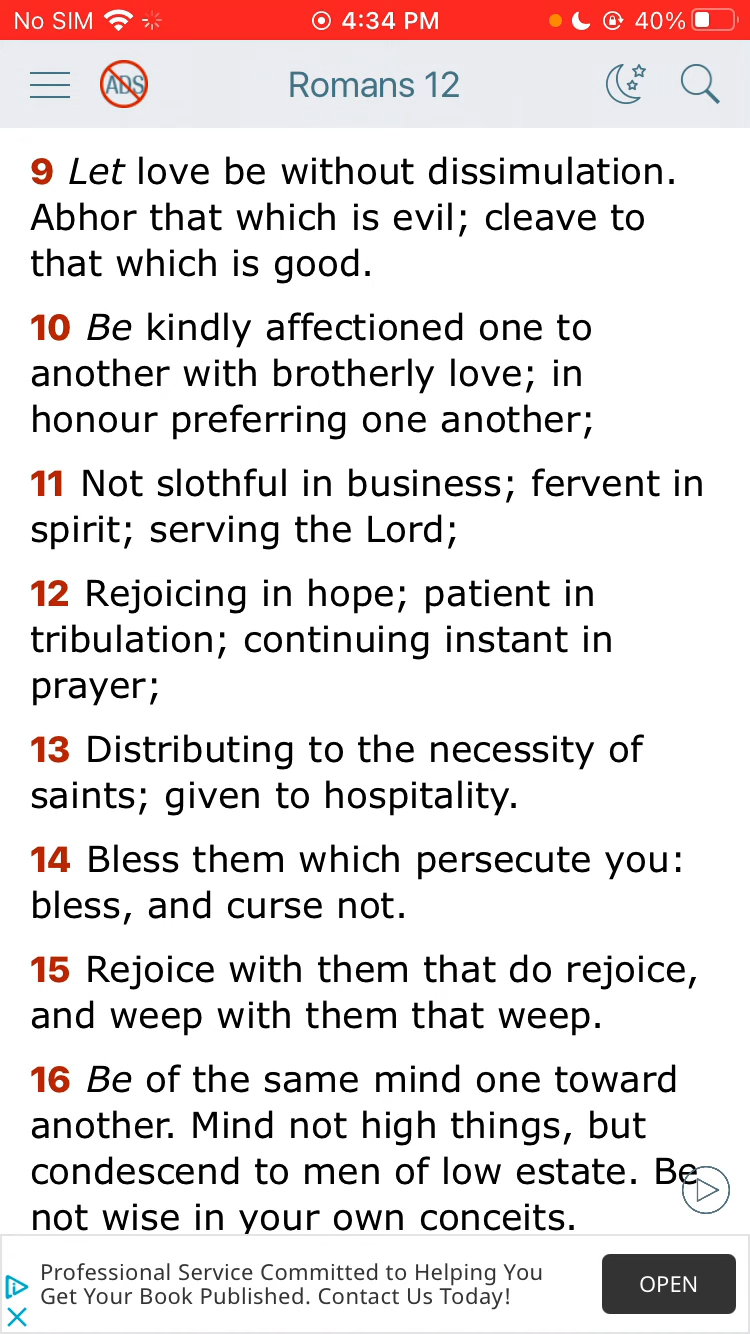 No SIM 4:34 PM 40%
ADS Romans 12
9 Let love be without dissimulation.
Abhor that which is evil; cleave to
that which is good.
10 Be kindly affectioned one to
another with brotherly love; in
honour preferring one another;
11 Not slothful in business; fervent in
spirit; serving the Lord;
12 Rejoicing in hope; patient in
tribulation; continuing instant in
prayer;
13 Distributing to the necessity of
saints; given to hospitality.
14 Bless them which persecute you:
bless, and curse not.
15 Rejoice with them that do rejoice,
and weep with them that weep.
16 Be of the same mind one toward
another. Mind not high things, but
condescend to men of low estate. Be
not wise in your own conceits.
Professional Service Committed to Helping You
Get Your Book Published. Contact Us Today!
OPEN